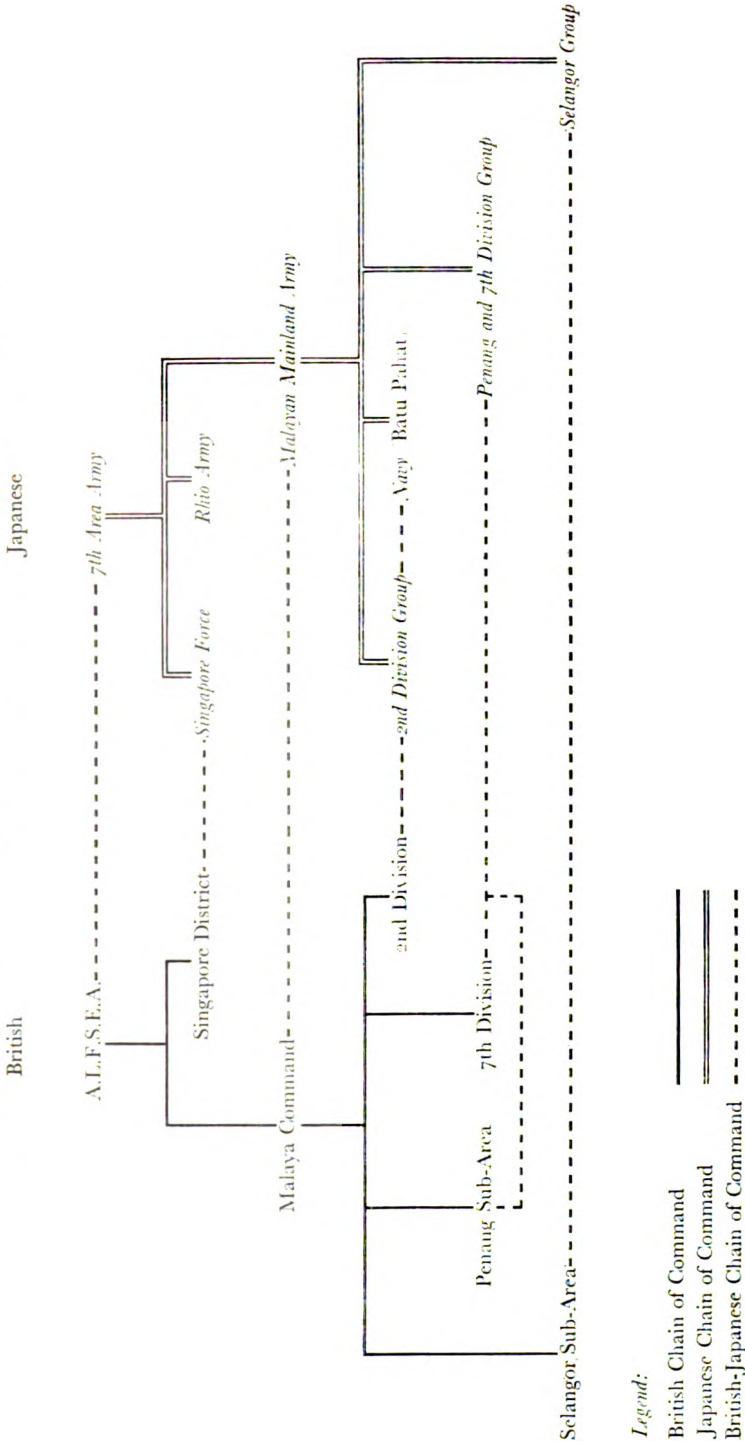 British Japanese
A.L.F.S.E.A. 7th Area Army
Singapore District Singapore Force Rhio Army
Malaya Command Malayan Mainland Army
2nd Division 2nd Division Group Navy Batu Pahat
Penang Sub-Area 7th Division Penang and 7th Division Group
Selangor Sub-Area Selangor Group
Legend:
British Chain of Command
Japanese Chain of Command
British-Japanese Chain of Command